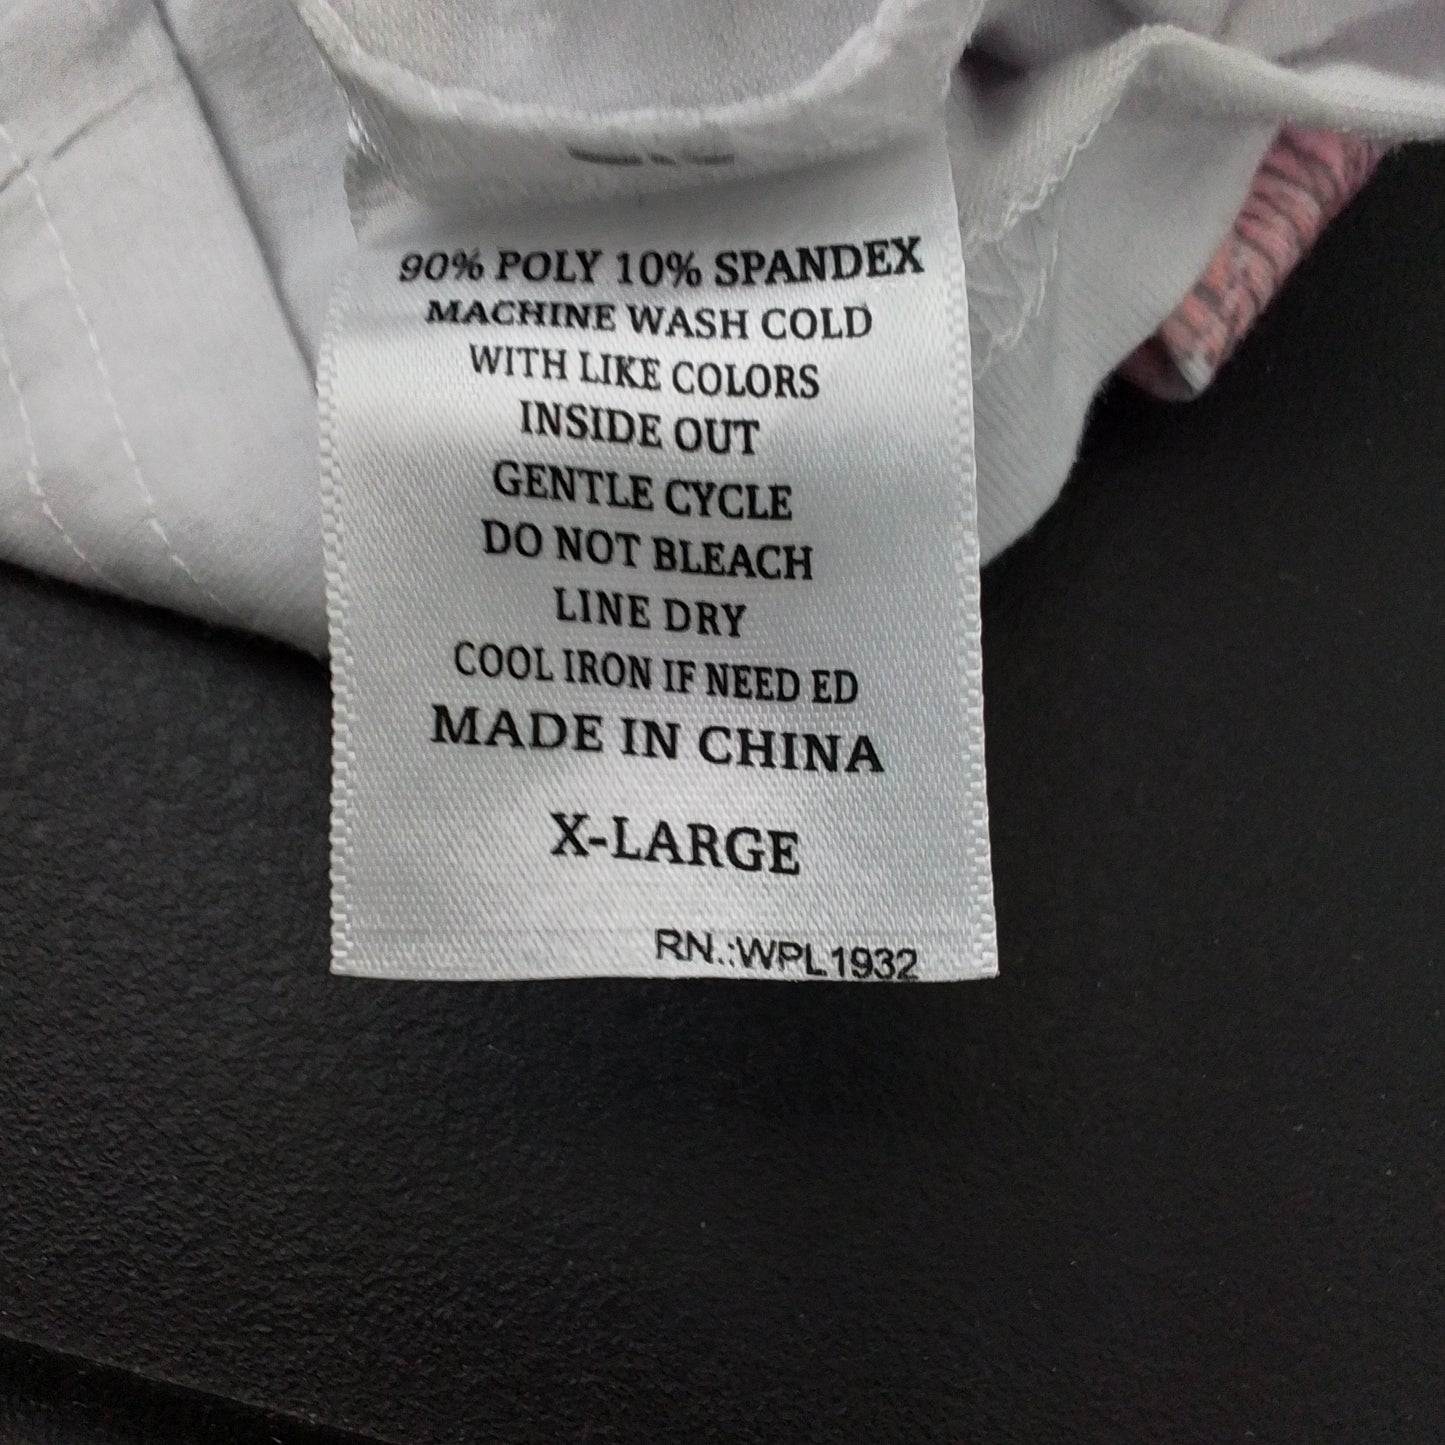 90% POLY 10% SPANDEX
MACHINE WASH COLD
WITH LIKE COLORS
INSIDE OUT
GENTLE CYCLE
DO NOT BLEACH
LINE DRY
COOL IRON IF NEED ED
MADE IN CHINA
X-LARGE
RN.:WPL1932